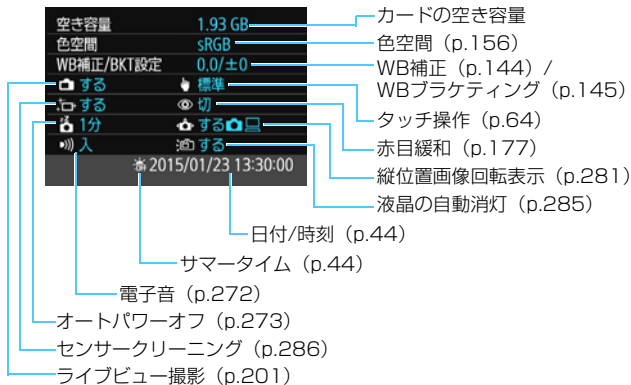 空き容量 1.93 GB
色空間 sRGB
WB補正/BKT設定 0.0/±0
する 標準
する 切
1分 する
入 する
2015/01/23 13:30:00
カードの空き容量
色空間（p.156）
WB補正（p.144）/
WBブラケティング（p.145）
タッチ操作（p.64）
赤目緩和（p.177）
縦位置画像回転表示（p.281）
液晶の自動消灯（p.285）
日付/時刻（p.44）
サマータイム（p.44）
電子音（p.272）
オートパワーオフ（p.273）
センサークリーニング（p.286）
ライブビュー撮影（p.201）